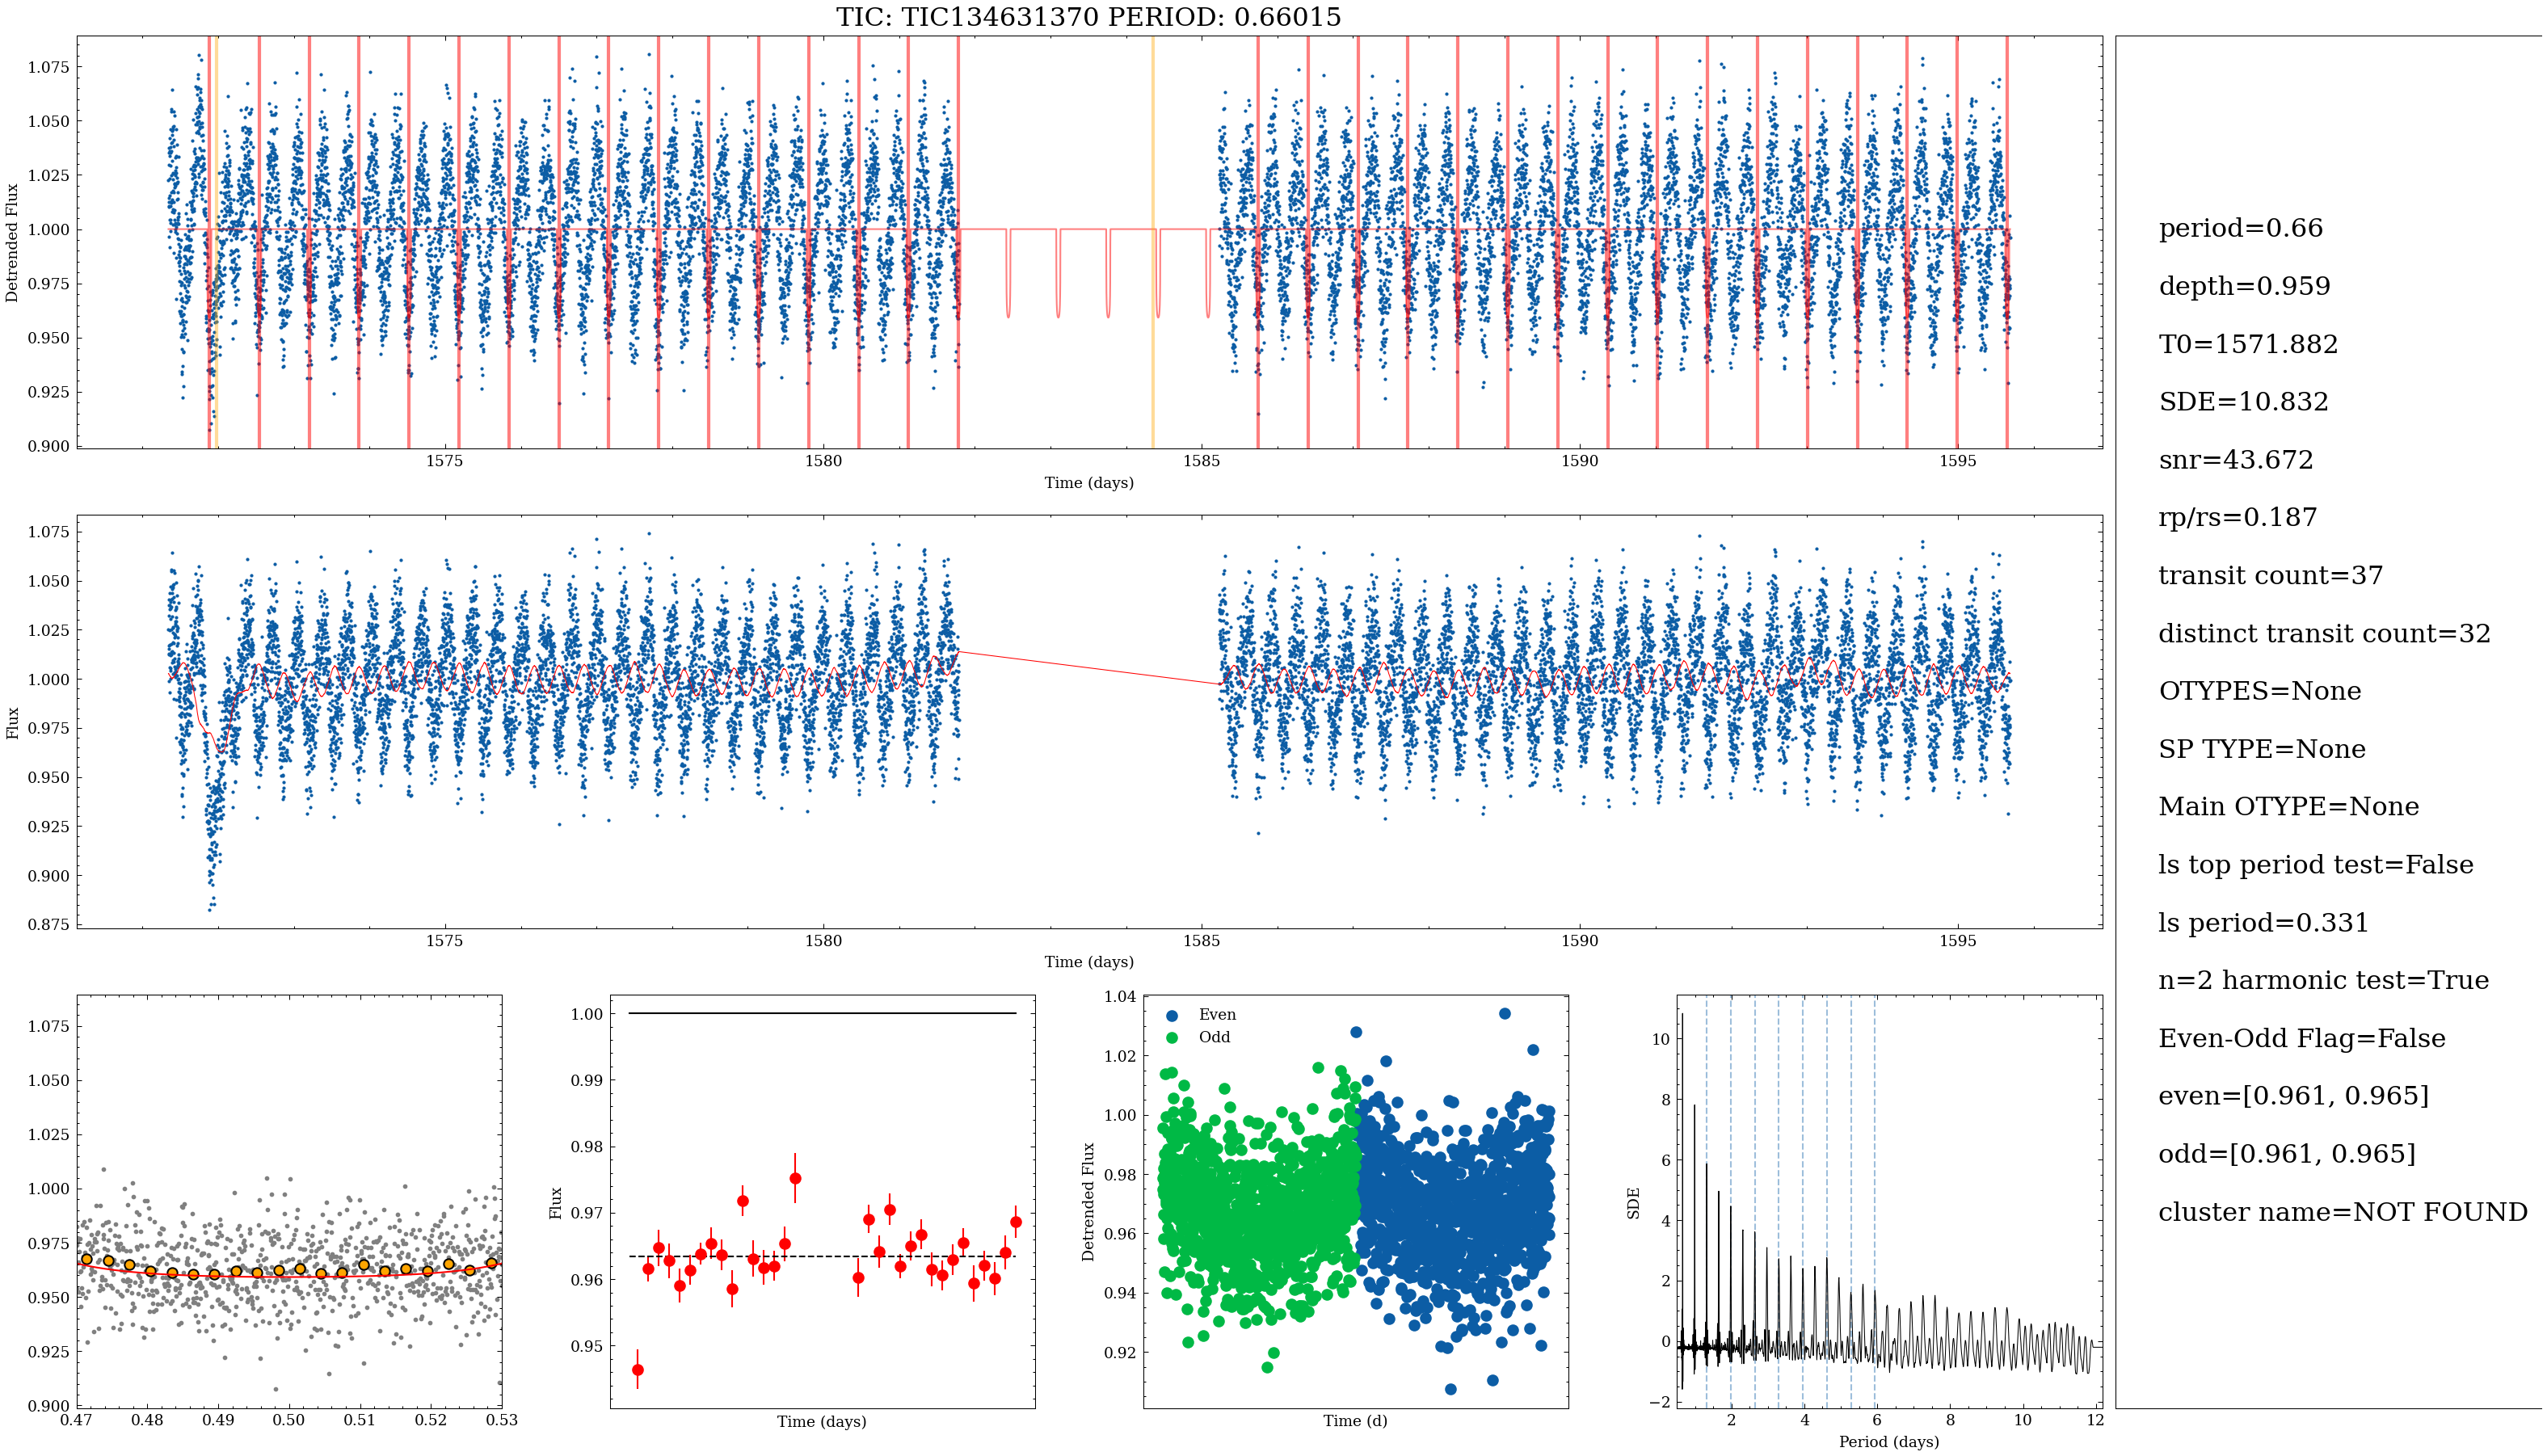 TIC: TIC134631370 PERIOD: 0.66015
Detrended Flux
1.075
1.050
1.025
1.000
0.975
0.950
0.925
0.900
1575
1580
1585
1590
1595
Time (days)
Flux
1.075
1.050
1.025
1.000
0.975
0.950
0.925
0.900
0.875
1575
1580
1585
1590
1595
Time (days)
1.075
1.050
1.025
1.000
0.975
0.950
0.925
0.900
0.47
0.48
0.49
0.50
0.51
0.52
0.53
Flux
1.00
0.99
0.98
0.97
0.96
0.95
Time (days)
Detrended Flux
1.04
1.02
1.00
0.98
0.96
0.94
0.92
Even
Odd
Time (d)
SDE
10
8
6
4
2
0
−2
2
4
6
8
10
12
Period (days)
period=0.66
depth=0.959
T0=1571.882
SDE=10.832
snr=43.672
rp/rs=0.187
transit count=37
distinct transit count=32
OTYPES=None
SP TYPE=None
Main OTYPE=None
ls top period test=False
ls period=0.331
n=2 harmonic test=True
Even-Odd Flag=False
even=[0.961, 0.965]
odd=[0.961, 0.965]
cluster name=NOT FOUND